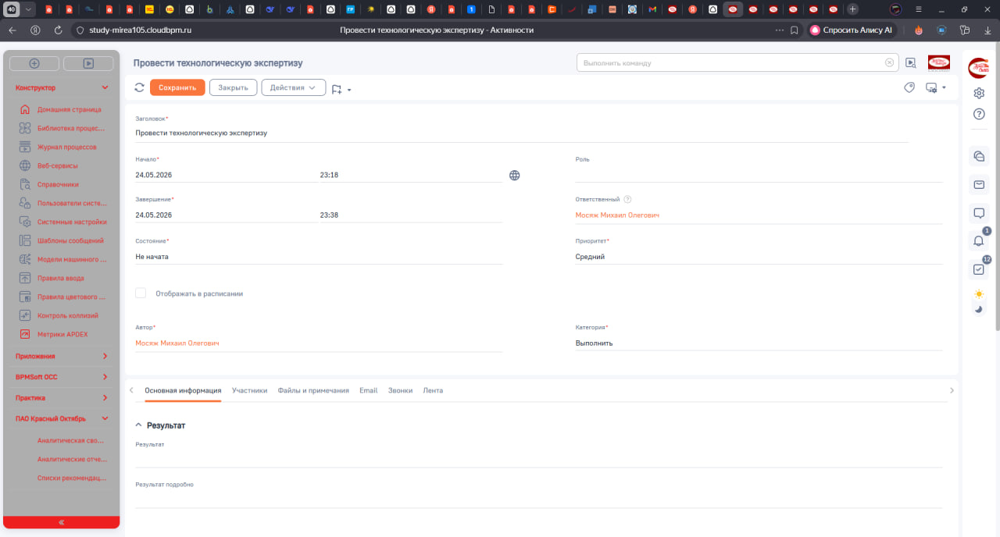 40
study-mirea105.cloudbpm.ru
Провести технологическую экспертизу - Активности
Спросить Алису AI
Провести технологическую экспертизу
Выполнить команду
Сохранить
Закрыть
Действия
Конструктор
Домашняя страница
Библиотека процес...
Журнал процессов
Веб-сервисы
Справочники
Пользователи систе...
Системные настройки
Шаблоны сообщений
Модели машинного ...
Правила ввода
Правила цветового ...
Контроль коллизий
Метрики APDEX
Приложения
BPMSoft ОСС
Практика
ПАО Красный Октябрь
Аналитическая сво...
Аналитические отче...
Списки рекомендац...
Заголовок*
Провести технологическую экспертизу
Начало*
24.05.2026 23:18
Роль
Завершение*
24.05.2026 23:38
Ответственный
Мосяж Михаил Олегович
Состояние*
Не начата
Приоритет*
Средний
Отображать в расписании
Автор*
Мосяж Михаил Олегович
Категория*
Выполнить
Основная информация Участники Файлы и примечания Email Звонки Лента
Результат
Результат
Результат подробно
1
12